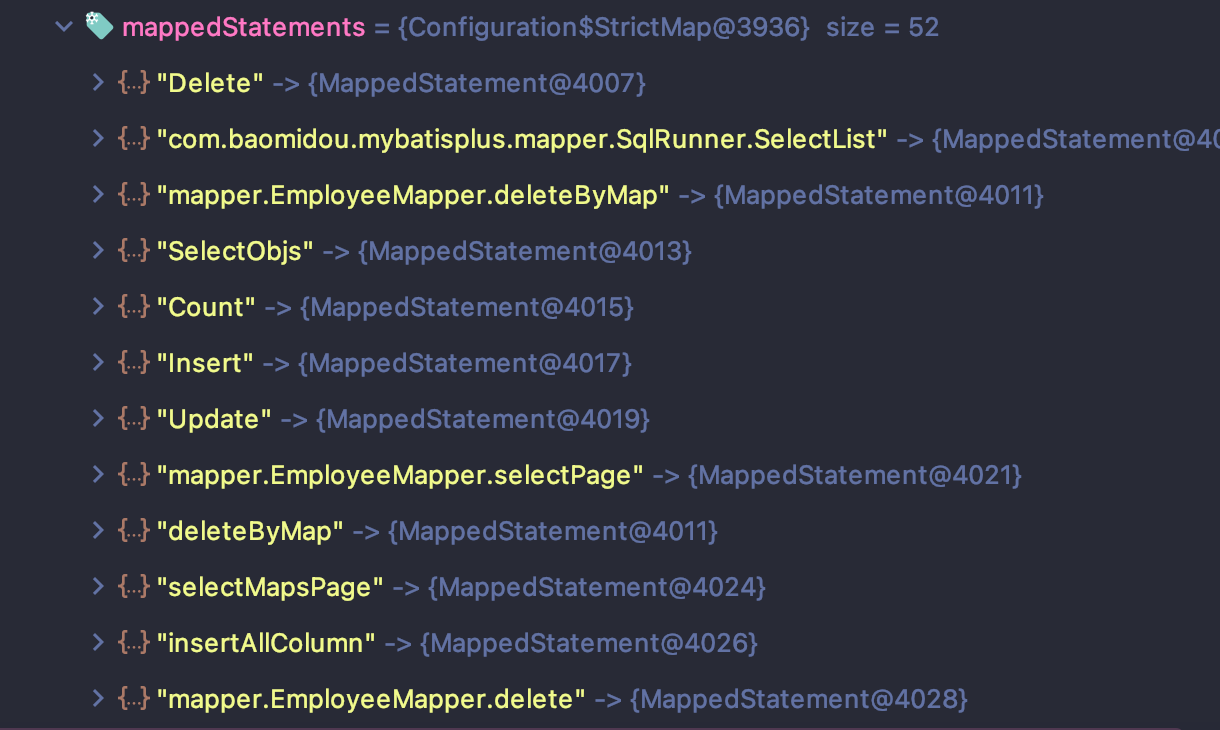 mappedStatements = {Configuration$StrictMap@3936} size = 52
{...} "Delete" -> {MappedStatement@4007}
{...} "com.baomidou.mybatisplus.mapper.SqlRunner.SelectList" -> {MappedStatement@40
{...} "mapper.EmployeeMapper.deleteByMap" -> {MappedStatement@4011}
{...} "SelectObjs" -> {MappedStatement@4013}
{...} "Count" -> {MappedStatement@4015}
{...} "Insert" -> {MappedStatement@4017}
{...} "Update" -> {MappedStatement@4019}
{...} "mapper.EmployeeMapper.selectPage" -> {MappedStatement@4021}
{...} "deleteByMap" -> {MappedStatement@4011}
{...} "selectMapsPage" -> {MappedStatement@4024}
{...} "insertAllColumn" -> {MappedStatement@4026}
{...} "mapper.EmployeeMapper.delete" -> {MappedStatement@4028}